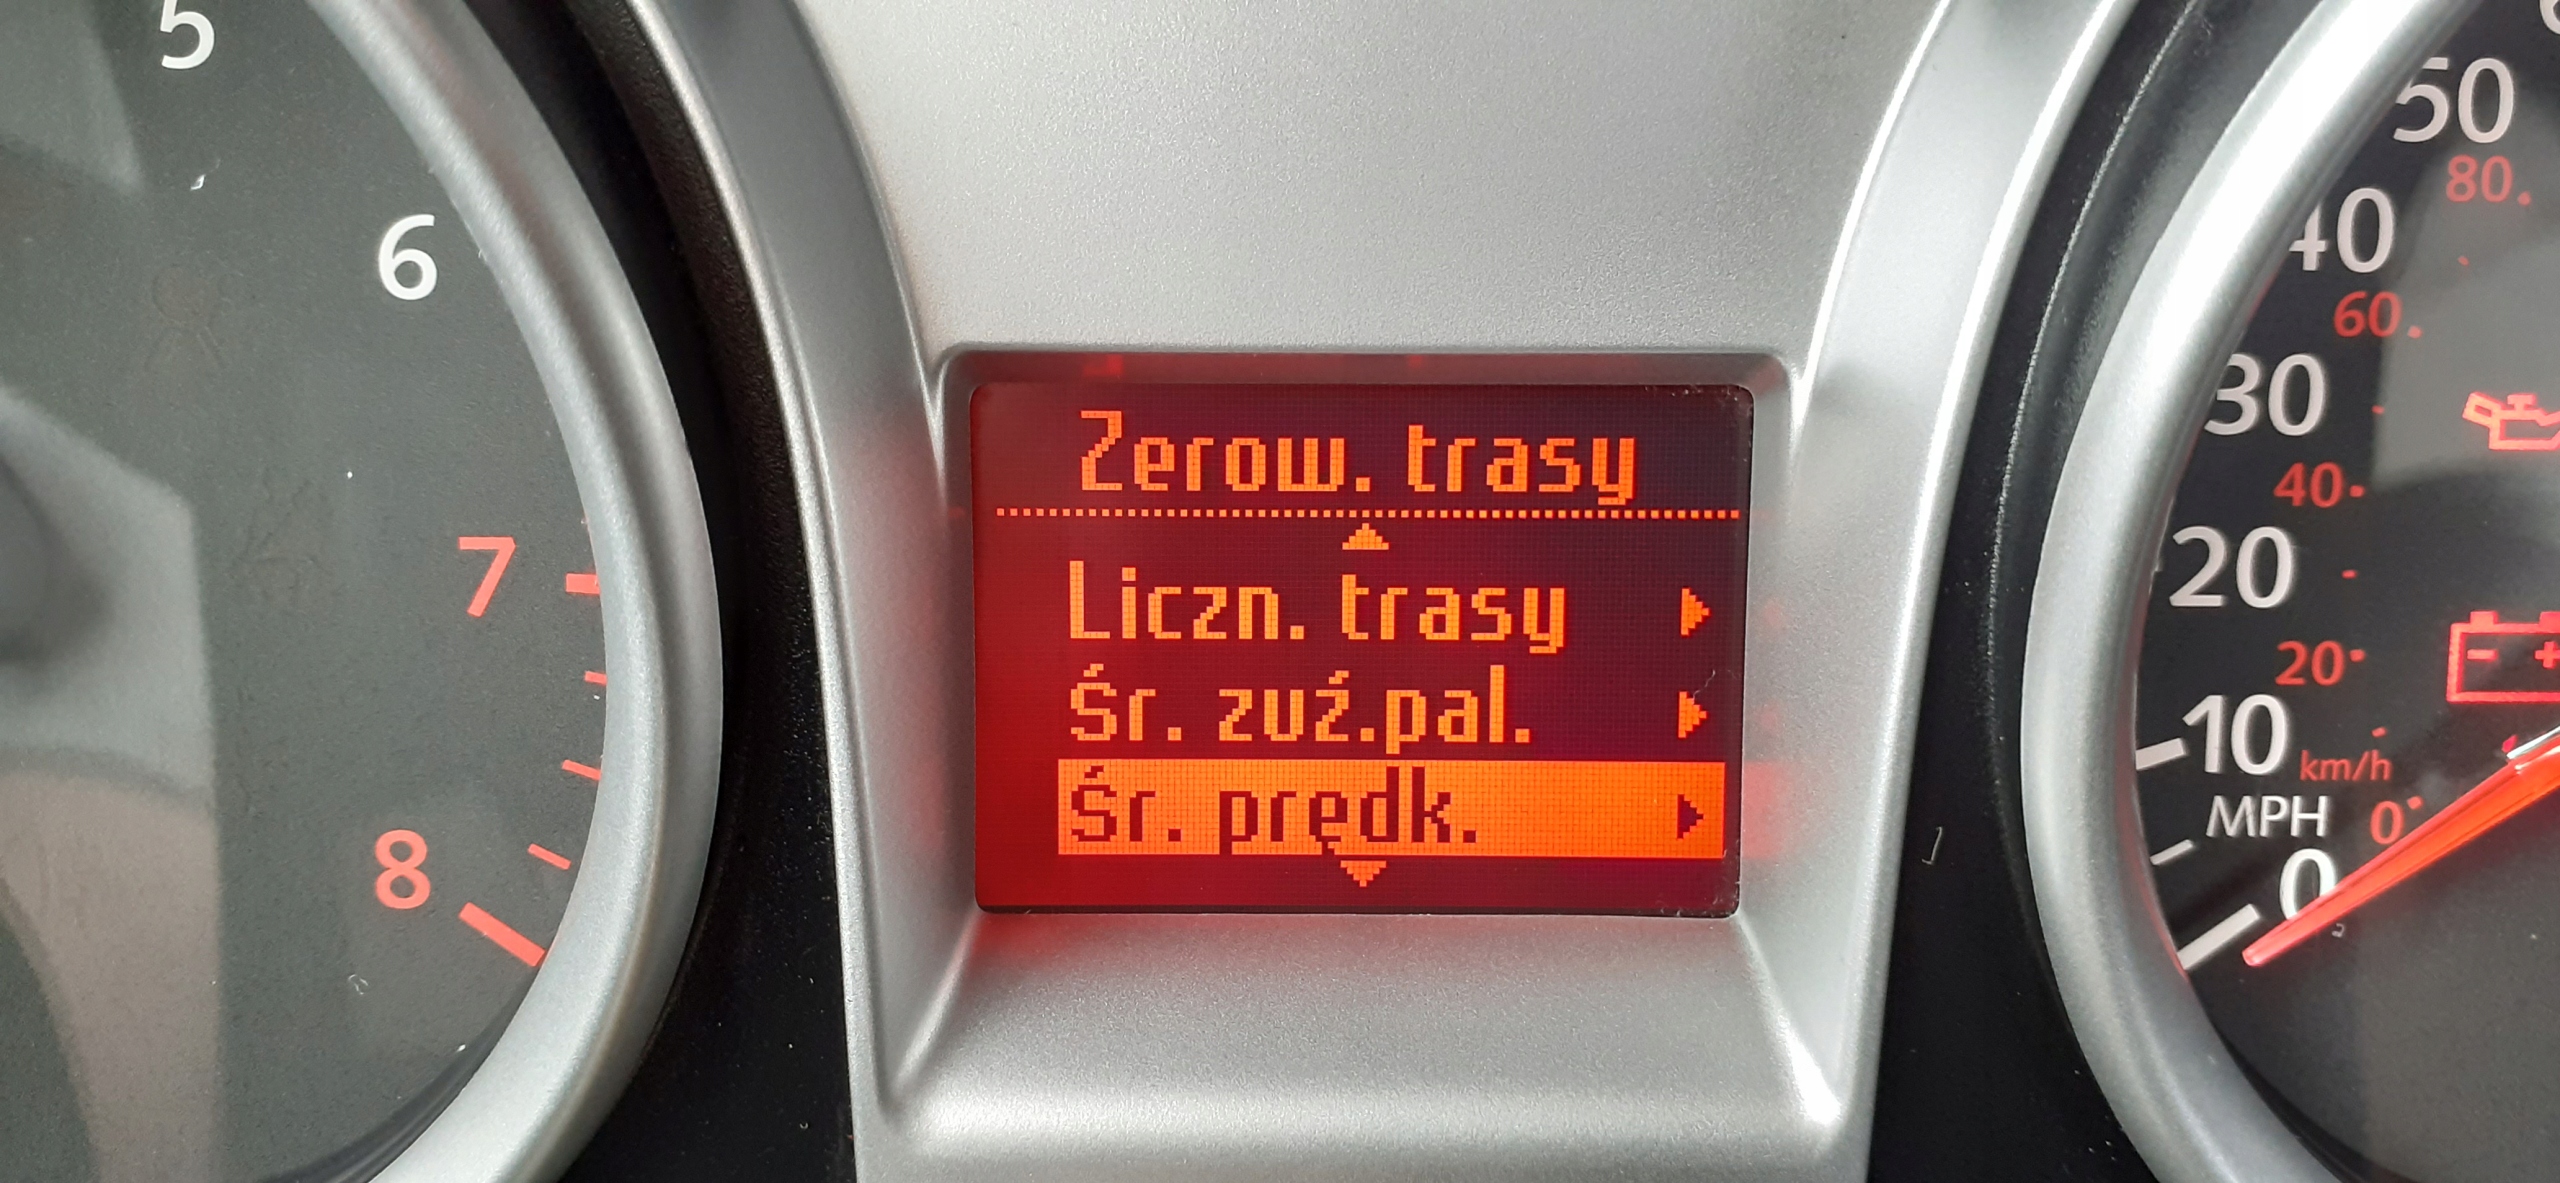 5
6
7
8
Zerow. trasy
Liczn. trasy
Śr. zuż.pal.
Śr. prędk.
50
80
40
60
30
40
20
20
10
km/h
MPH
0
0